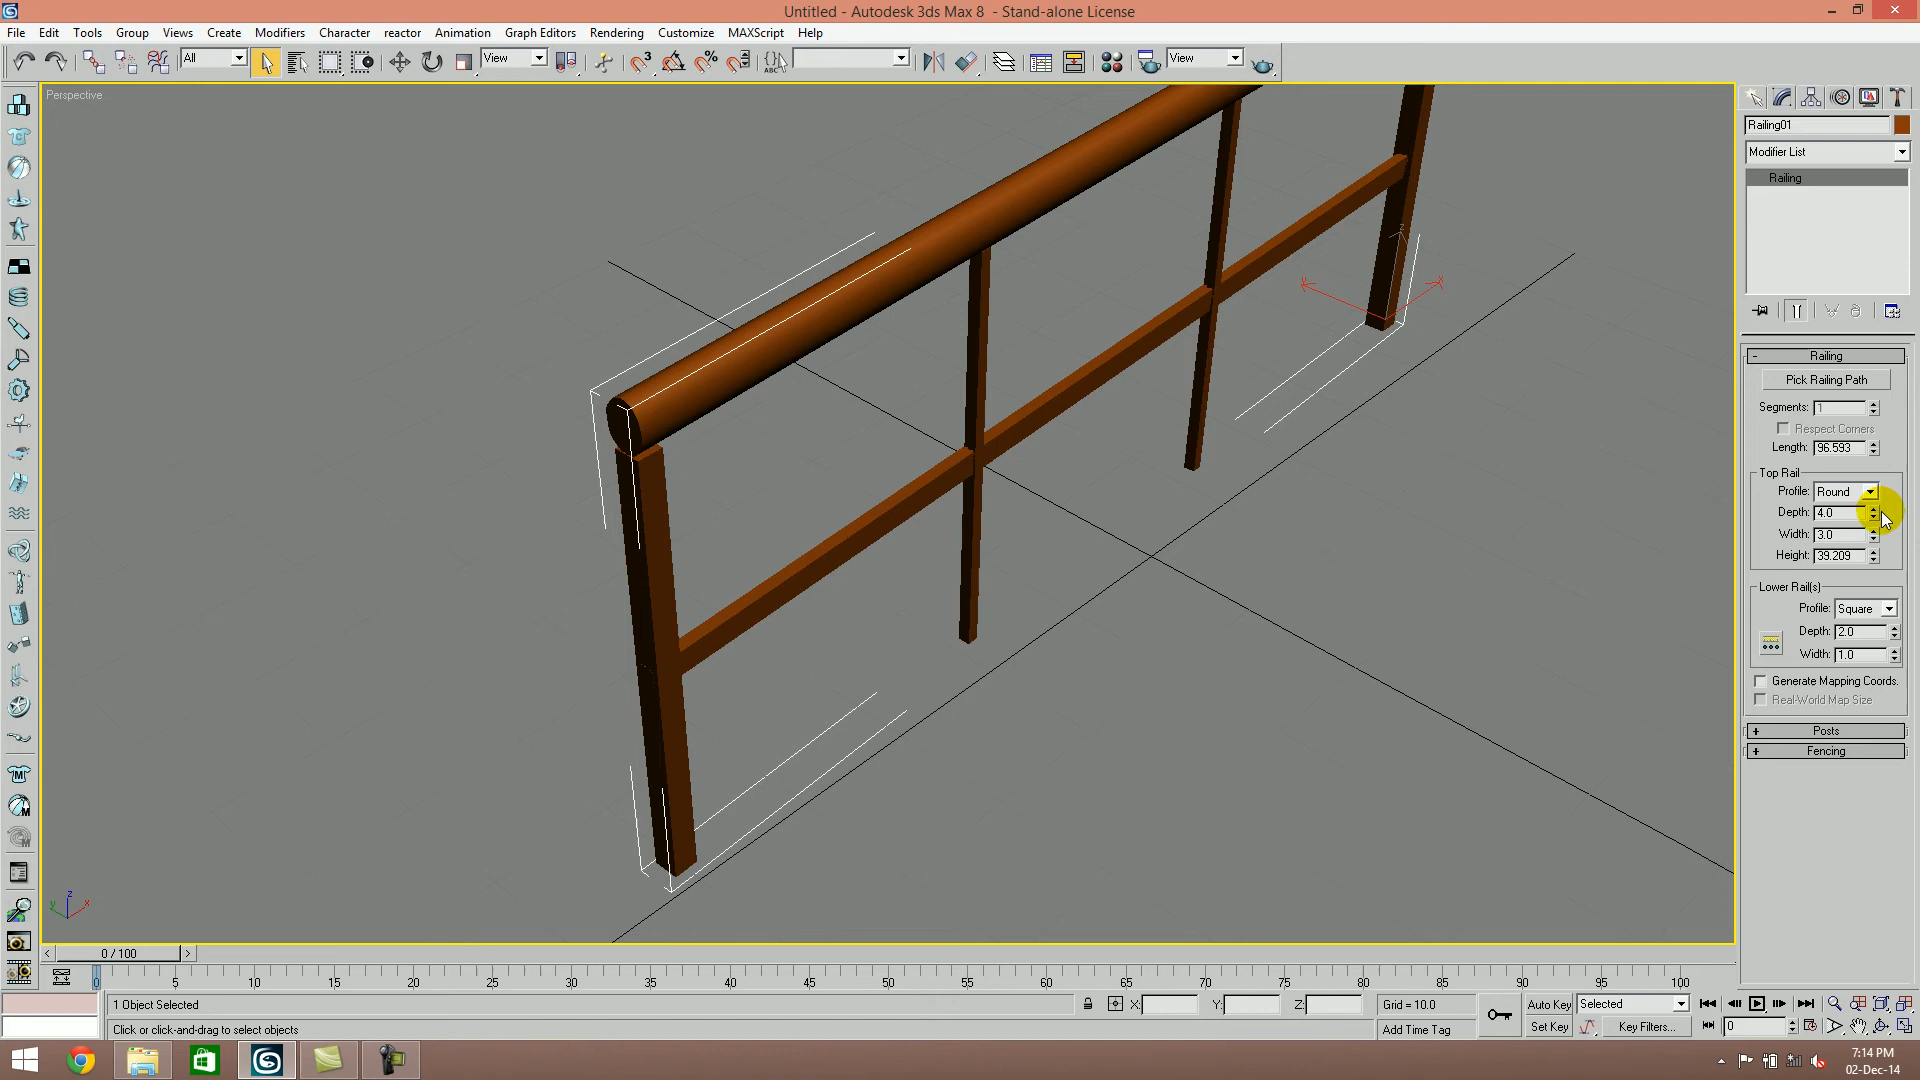 Untitled - Autodesk 3ds Max 8 - Stand-alone License
File Edit Tools Group Views Create Modifiers Character reactor Animation Graph Editors Rendering Customize MAXScript Help
All View View
Perspective
Railing01
Modifier List
Railing
z
x
- Railing
Pick Railing Path
Segments: 1
Respect Corners
Length: 96.593
Top Rail
Profile: Round
Depth: 4.0
Width: 3.0
Height: 39.209
Lower Rail(s)
Profile: Square
Depth: 2.0
Width: 1.0
Generate Mapping Coords.
Real-World Map Size
+ Posts
+ Fencing
z
y x
< 0 / 100 >
0 5 10 15 20 25 30 35 40 45 50 55 60 65 70 75 80 85 90 95 100
1 Object Selected X: Y: Z: Grid = 10.0 Auto Key Selected
Click or click-and-drag to select objects Add Time Tag Set Key Key Filters... 0
7:14 PM
02-Dec-14